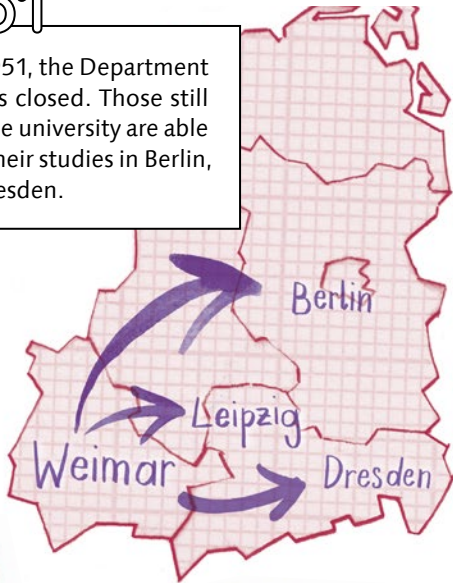 51, the Department
s closed. Those still
e university are able
heir studies in Berlin,
esden.
Berlin
Leipzig
Weimar
Dresden